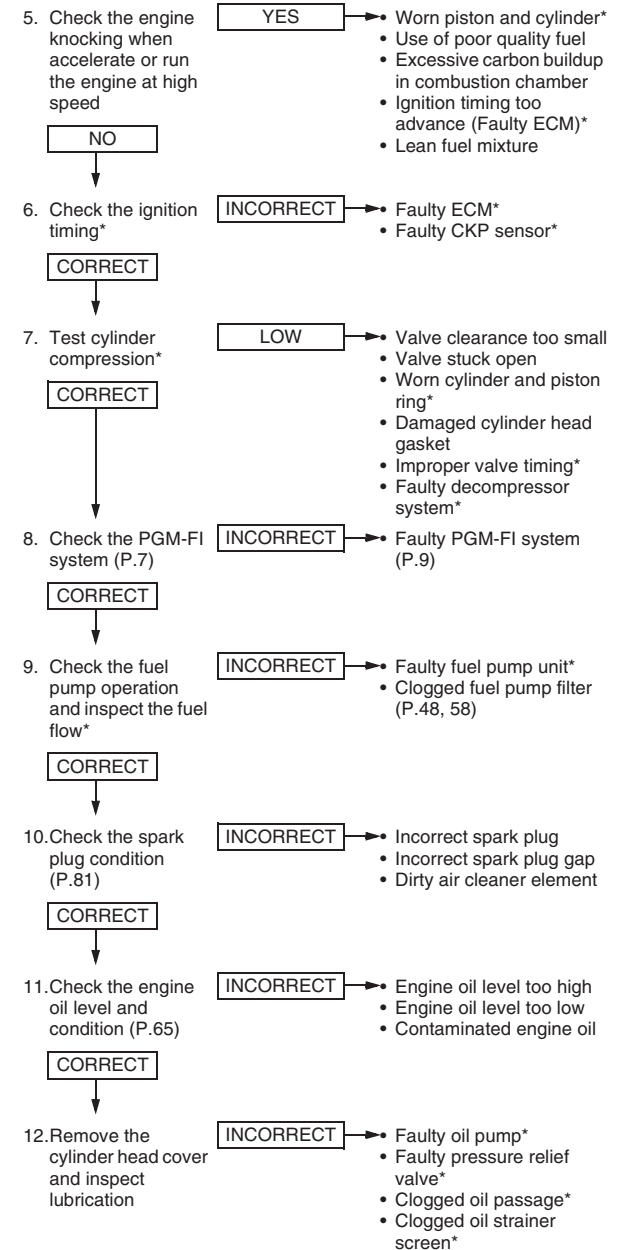 5. Check the engine
knocking when
accelerate or run
the engine at high
speed
YES
• Worn piston and cylinder*
• Use of poor quality fuel
• Excessive carbon buildup
in combustion chamber
• Ignition timing too
advance (Faulty ECM)*
• Lean fuel mixture
NO
6. Check the ignition
timing*
INCORRECT
• Faulty ECM*
• Faulty CKP sensor*
CORRECT
7. Test cylinder
compression*
LOW
• Valve clearance too small
• Valve stuck open
• Worn cylinder and piston
ring*
• Damaged cylinder head
gasket
• Improper valve timing*
• Faulty decompressor
system*
CORRECT
8. Check the PGM-FI
system (P.7)
INCORRECT
• Faulty PGM-FI system
(P.9)
CORRECT
9. Check the fuel
pump operation
and inspect the fuel
flow*
INCORRECT
• Faulty fuel pump unit*
• Clogged fuel pump filter
(P.48, 58)
CORRECT
10.Check the spark
plug condition
(P.81)
INCORRECT
• Incorrect spark plug
• Incorrect spark plug gap
• Dirty air cleaner element
CORRECT
11.Check the engine
oil level and
condition (P.65)
INCORRECT
• Engine oil level too high
• Engine oil level too low
• Contaminated engine oil
CORRECT
12.Remove the
cylinder head cover
and inspect
lubrication
INCORRECT
• Faulty oil pump*
• Faulty pressure relief
valve*
• Clogged oil passage*
• Clogged oil strainer
screen*